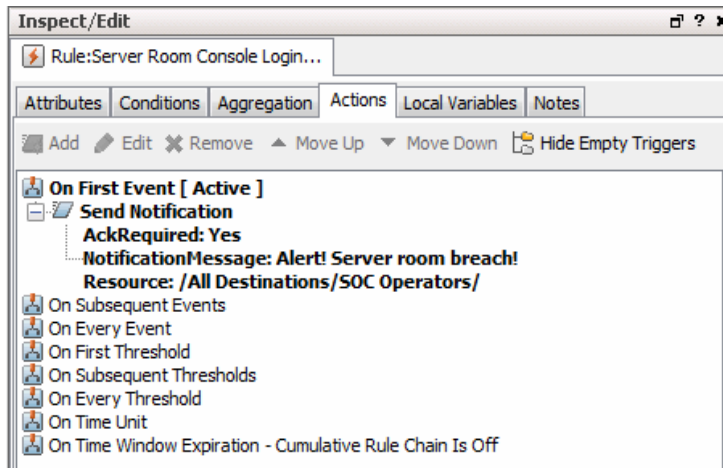 Inspect/Edit
Rule:Server Room Console Login...
Attributes Conditions Aggregation Actions Local Variables Notes
Add Edit Remove Move Up Move Down Hide Empty Triggers
On First Event [ Active ]
Send Notification
AckRequired: Yes
NotificationMessage: Alert! Server room breach!
Resource: /All Destinations/SOC Operators/
On Subsequent Events
On Every Event
On First Threshold
On Subsequent Thresholds
On Every Threshold
On Time Unit
On Time Window Expiration - Cumulative Rule Chain Is Off